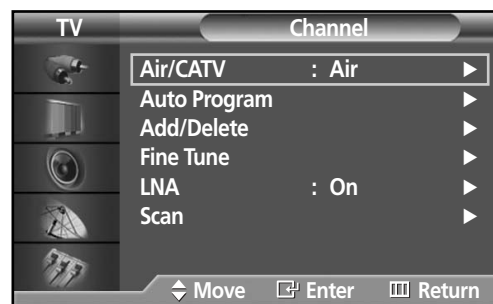 TV Channel
Air/CATV : Air
Auto Program
Add/Delete
Fine Tune
LNA : On
Scan
Move Enter Return